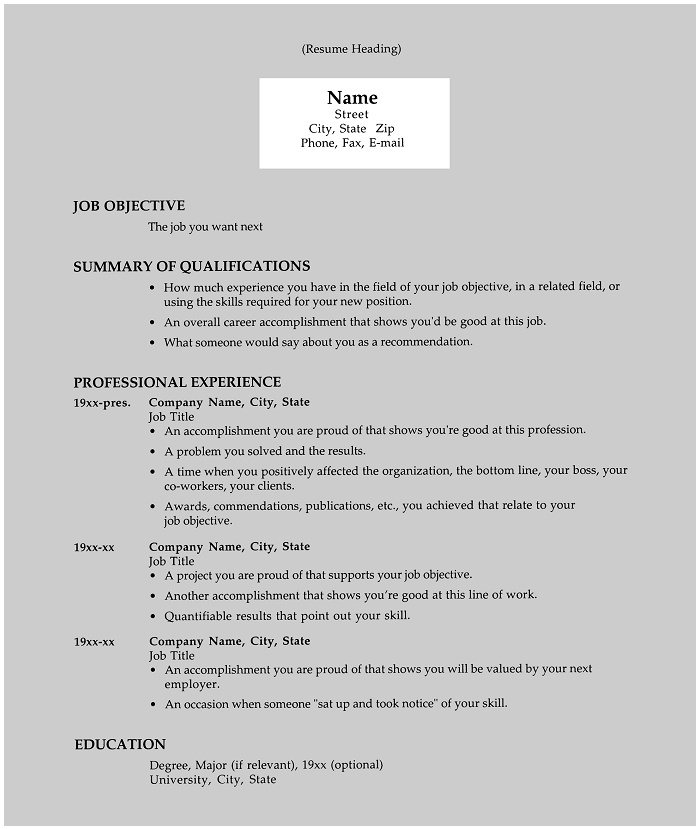 (Resume Heading)
Name
Street
City, State Zip
Phone, Fax, E-mail
JOB OBJECTIVE
The job you want next
SUMMARY OF QUALIFICATIONS
• How much experience you have in the field of your job objective, in a related field, or
using the skills required for your new position.
• An overall career accomplishment that shows you'd be good at this job.
• What someone would say about you as a recommendation.
PROFESSIONAL EXPERIENCE
19xx-pres. Company Name, City, State
Job Title
• An accomplishment you are proud of that shows you're good at this profession.
• A problem you solved and the results.
• A time when you positively affected the organization, the bottom line, your boss, your
co-workers, your clients.
• Awards, commendations, publications, etc., you achieved that relate to your
job objective.
19xx-xx Company Name, City, State
Job Title
• A project you are proud of that supports your job objective.
• Another accomplishment that shows you’re good at this line of work.
• Quantifiable results that point out your skill.
19xx-xx Company Name, City, State
Job Title
• An accomplishment you are proud of that shows you will be valued by your next
employer.
• An occasion when someone "sat up and took notice" of your skill.
EDUCATION
Degree, Major (if relevant), 19xx (optional)
University, City, State